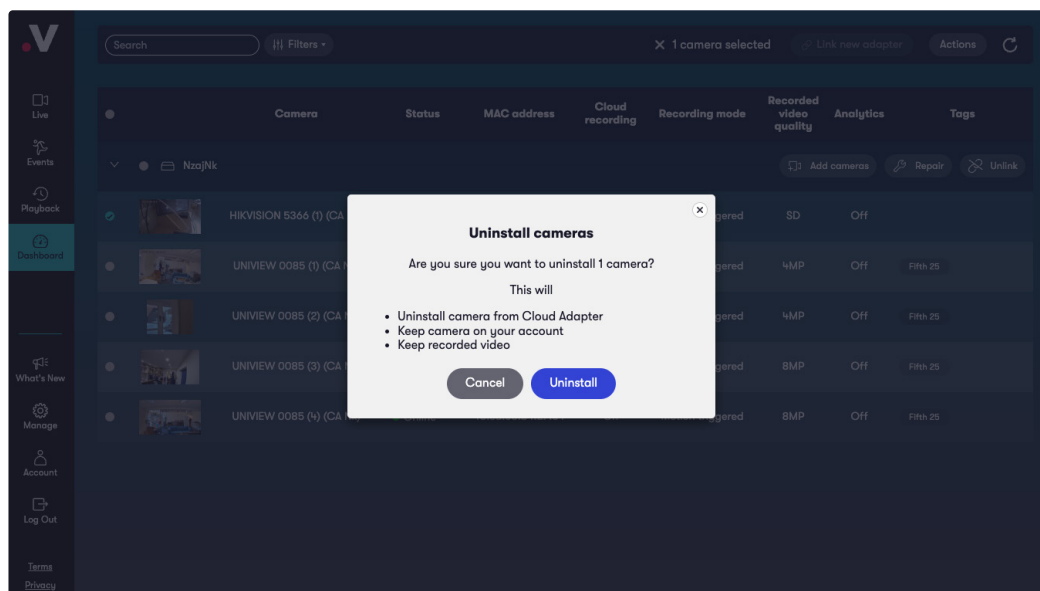 V
Search
Filters
1 camera selected
Link new adapter
Actions
Camera
Status
MAC address
Cloud
recording
Recording mode
Recorded
video
quality
Analytics
Tags
NzajNk
Add cameras
Repair
Unlink
HIKVISION 5366 (1) (CA
gered
SD
Off
UNIVIEW 0085 (1) (CA
gered
4MP
Off
Fifth 25
UNIVIEW 0085 (2) (CA
gered
4MP
Off
Fifth 25
UNIVIEW 0085 (3) (CA
gered
8MP
Off
Fifth 25
UNIVIEW 0085 (4) (CA
gered
8MP
Off
Fifth 25
Live
Events
Playback
Dashboard
What's New
Manage
Account
Log Out
Terms
Privacy
Uninstall cameras
Are you sure you want to uninstall 1 camera?
This will
• Uninstall camera from Cloud Adapter
• Keep camera on your account
• Keep recorded video
Cancel
Uninstall